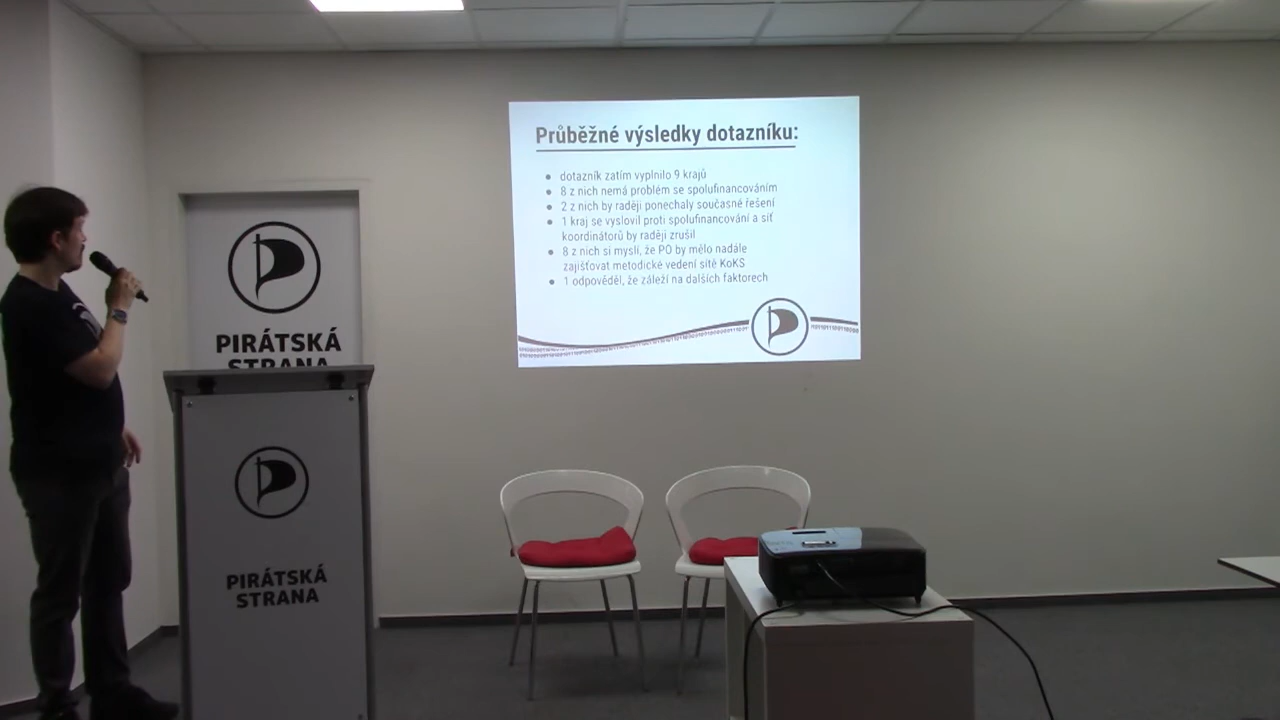 Průběžné výsledky dotazníku:
● dotazník zatím vyplnilo 9 krajů
● 8 z nich nemá problém se spolufinancováním
● 2 z nich by raději ponechaly současné řešení
● 1 kraj se vyslovil proti spolufinancování a síť
koordinátorů by raději zrušil
● 8 z nich si myslí, že PO by mělo nadále
zajišťovat metodické vedení sítě KoKS
● 1 odpověděl, že záleží na dalších faktorech
PIRÁTSKÁ
STRANA
PIRÁTSKÁ
STRANA